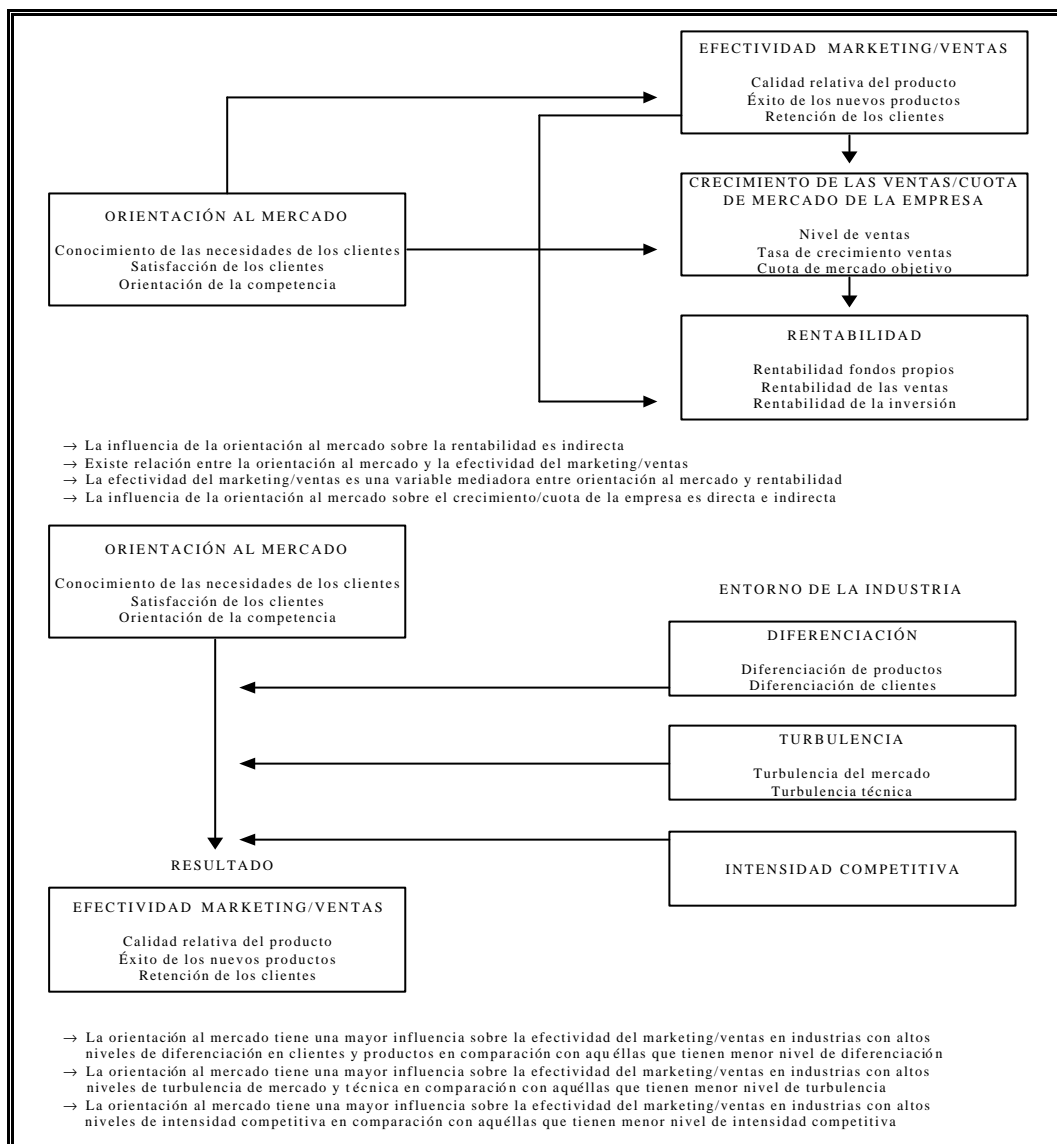 EFECTIVIDAD MARKETING/VENTAS
Calidad relativa del producto
Éxito de los nuevos productos
Retención de los clientes
CRECIMIENTO DE LAS VENTAS/CUOTA
DE MERCADO DE LA EMPRESA
Nivel de ventas
Tasa de crecimiento ventas
Cuota de mercado objetivo
ORIENTACIÓN AL MERCADO
Conocimiento de las necesidades de los clientes
Satisfacción de los clientes
Orientación de la competencia
RENTABILIDAD
Rentabilidad fondos propios
Rentabilidad de las ventas
Rentabilidad de la inversión
→ La influencia de la orientación al mercado sobre la rentabilidad es indirecta
→ Existe relación entre la orientación al mercado y la efectividad del marketing/ventas
→ La efectividad del marketing/ventas es una variable mediadora entre orientación al mercado y rentabilidad
→ La influencia de la orientación al mercado sobre el crecimiento/cuota de la empresa es directa e indirecta
ORIENTACIÓN AL MERCADO
Conocimiento de las necesidades de los clientes
Satisfacción de los clientes
Orientación de la competencia
ENTORNO DE LA INDUSTRIA
DIFERENCIACIÓN
Diferenciación de productos
Diferenciación de clientes
TURBULENCIA
Turbulencia del mercado
Turbulencia técnica
INTENSIDAD COMPETITIVA
RESULTADO
EFECTIVIDAD MARKETING/VENTAS
Calidad relativa del producto
Éxito de los nuevos productos
Retención de los clientes
→ La orientación al mercado tiene una mayor influencia sobre la efectividad del marketing/ventas en industrias con altos
niveles de diferenciación en clientes y productos en comparación con aquéllas que tienen menor nivel de diferenciación
→ La orientación al mercado tiene una mayor influencia sobre la efectividad del marketing/ventas en industrias con altos
niveles de turbulencia de mercado y técnica en comparación con aquéllas que tienen menor nivel de turbulencia
→ La orientación al mercado tiene una mayor influencia sobre la efectividad del marketing/ventas en industrias con altos
niveles de intensidad competitiva en comparación con aquéllas que tienen menor nivel de intensidad competitiva